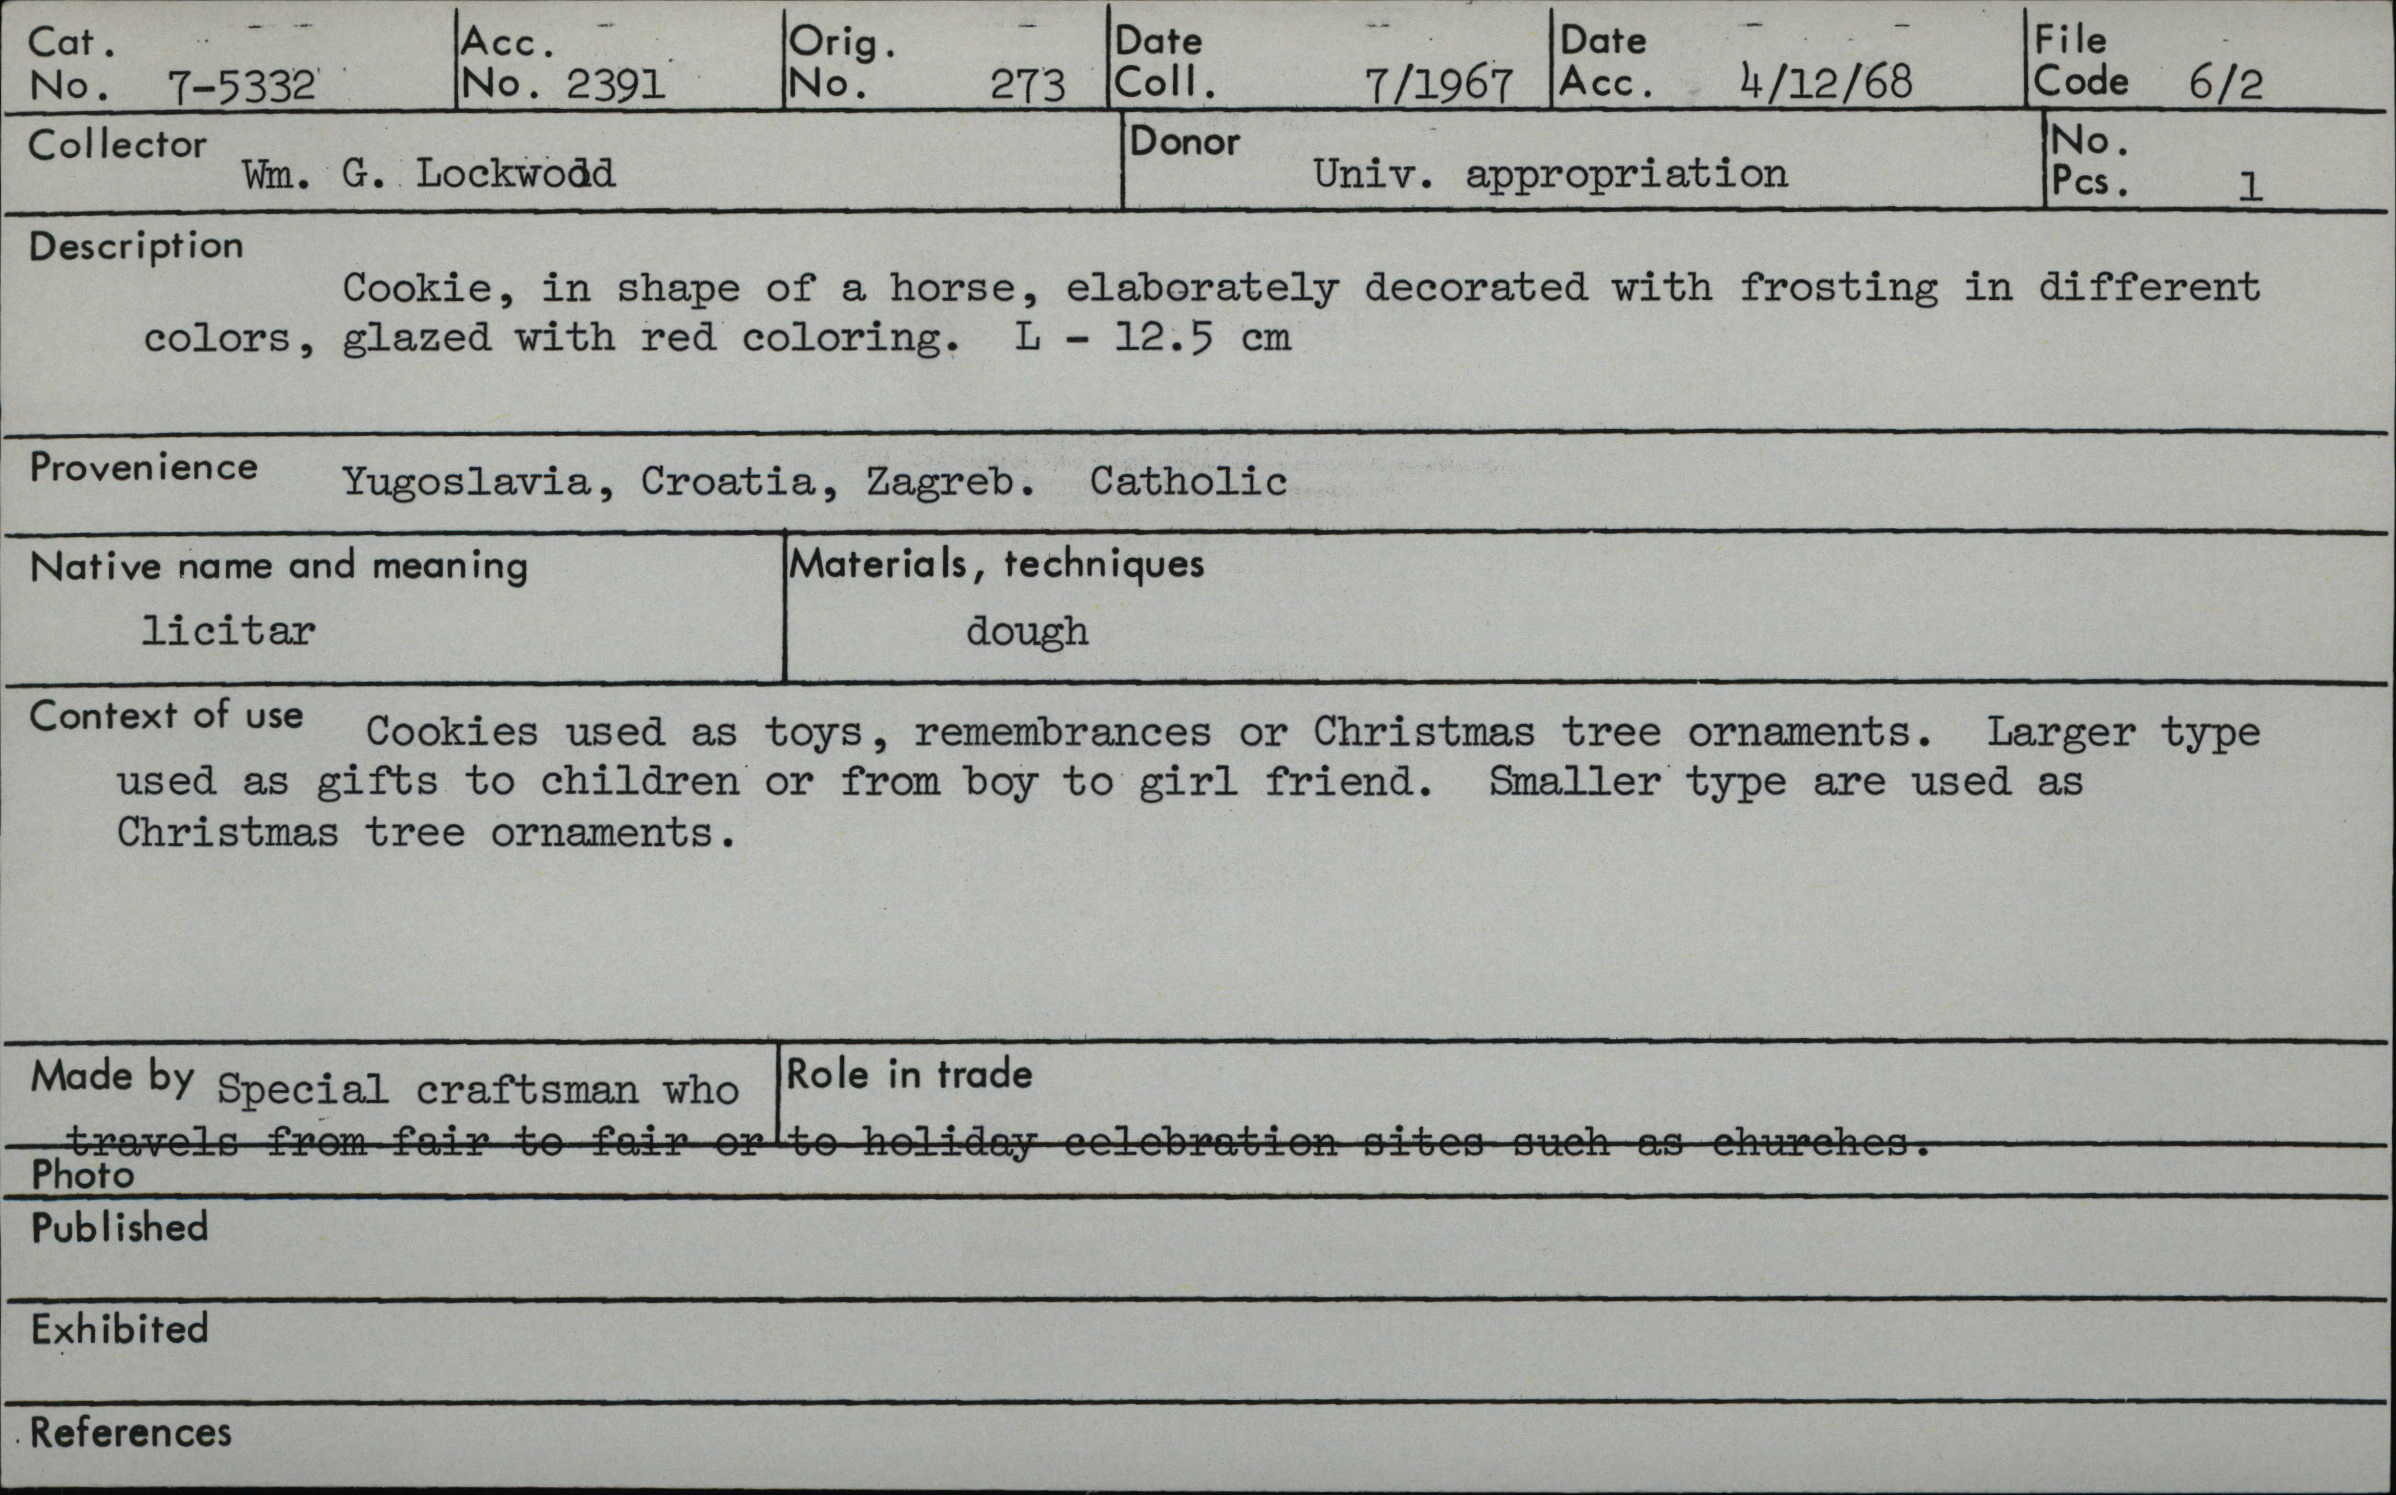 Cat. No. 7-5332 Acc. No. 2391 Orig. No. 273 Date Coll. 7/1967 Date Acc. 4/12/68 File Code 6/2
Collector Wm. G. Lockwood Donor Univ. appropriation No. Pcs. 1
Description
Cookie, in shape of a horse, elaborately decorated with frosting in different
colors, glazed with red coloring. L - 12.5 cm
Provenience Yugoslavia, Croatia, Zagreb. Catholic
Native name and meaning
licitar
Materials, techniques
dough
Context of use Cookies used as toys, remembrances or Christmas tree ornaments. Larger type
used as gifts to children or from boy to girl friend. Smaller type are used as
Christmas tree ornaments.
Made by Special craftsman who Role in trade
travels from fair to fair or to holiday celebration sites such as churches.
Photo
Published
Exhibited
References